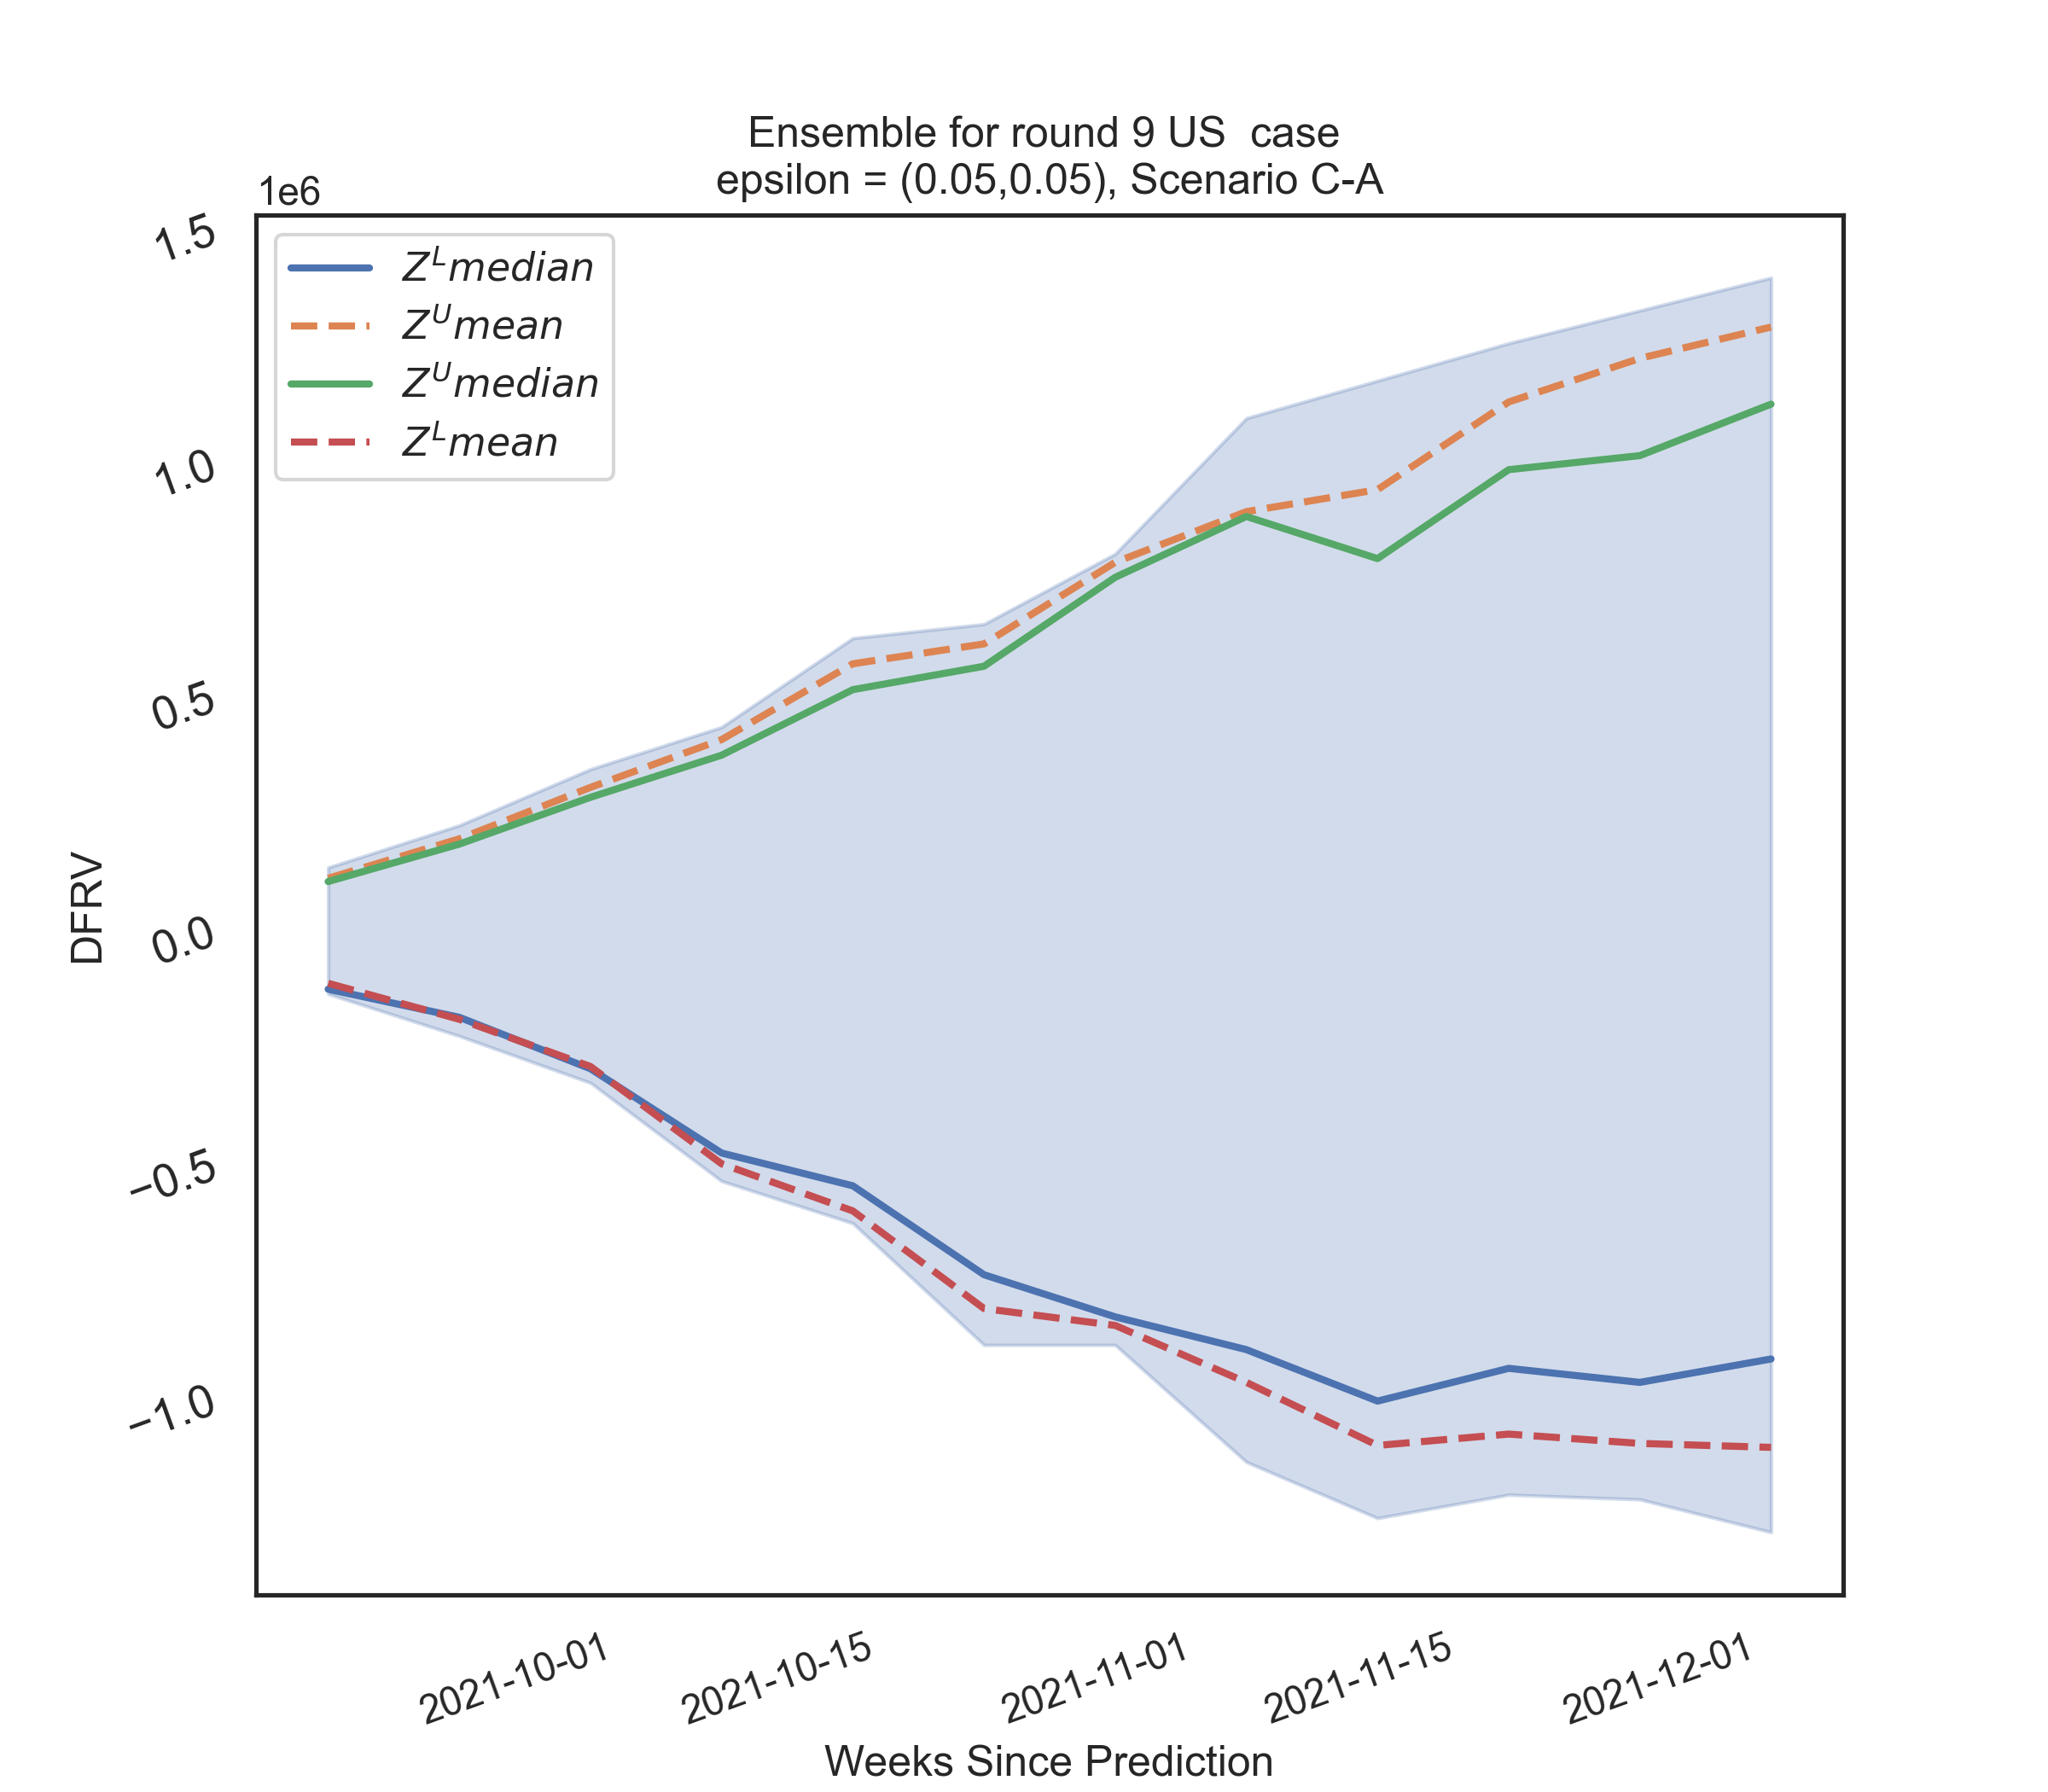 Ensemble for round 9 US  case
epsilon = (0.05,0.05), Scenario C-A
1e6
1.5
1.0
0.5
0.0
−0.5
−1.0
DFRV
Z^L median
Z^U mean
Z^U median
Z^L mean
2021-10-01
2021-10-15
2021-11-01
2021-11-15
2021-12-01
Weeks Since Prediction